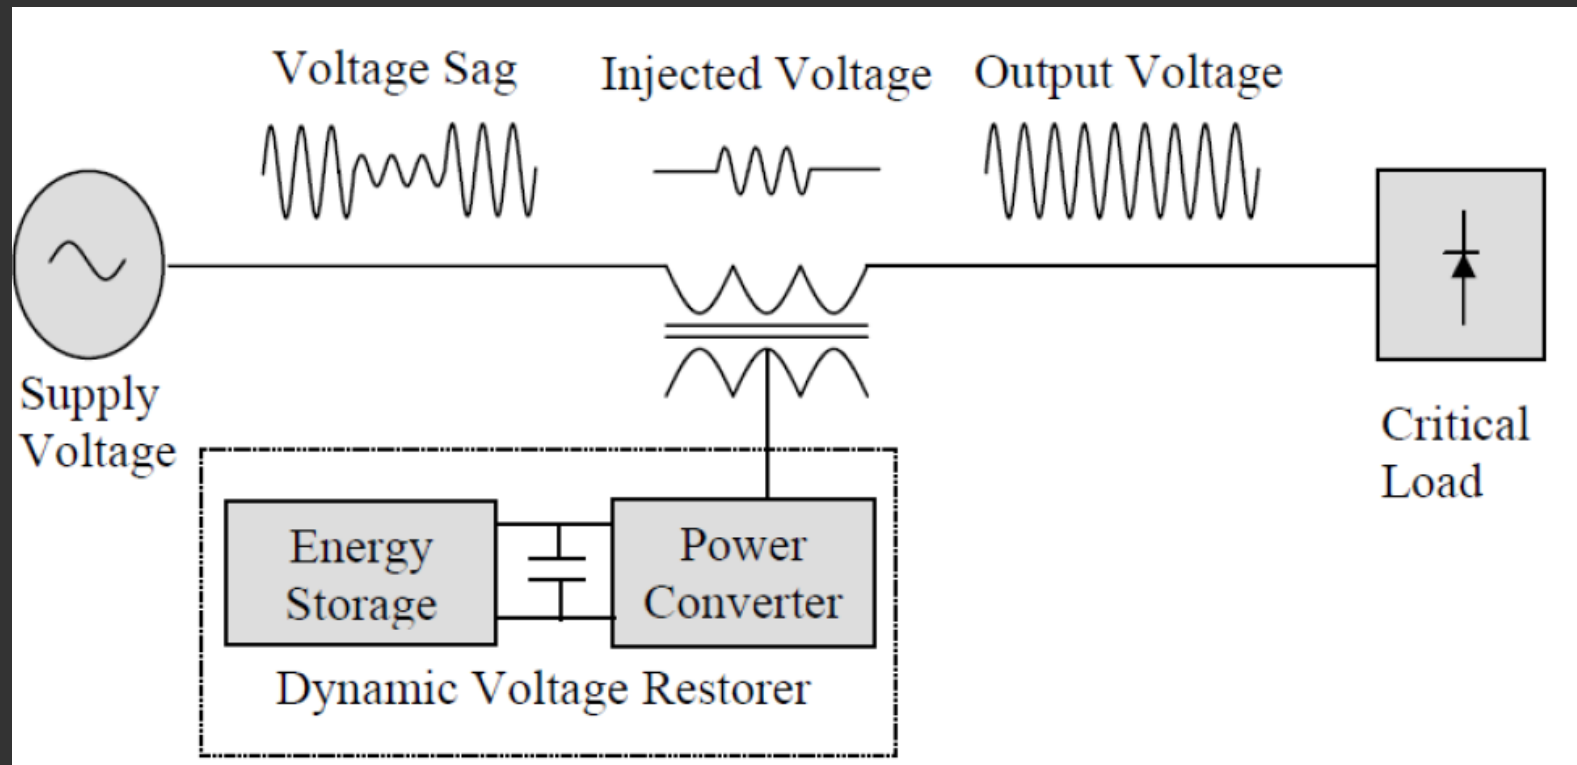 Voltage Sag
Injected Voltage
Output Voltage
Supply
Voltage
Critical
Load
Energy
Storage
Power
Converter
Dynamic Voltage Restorer